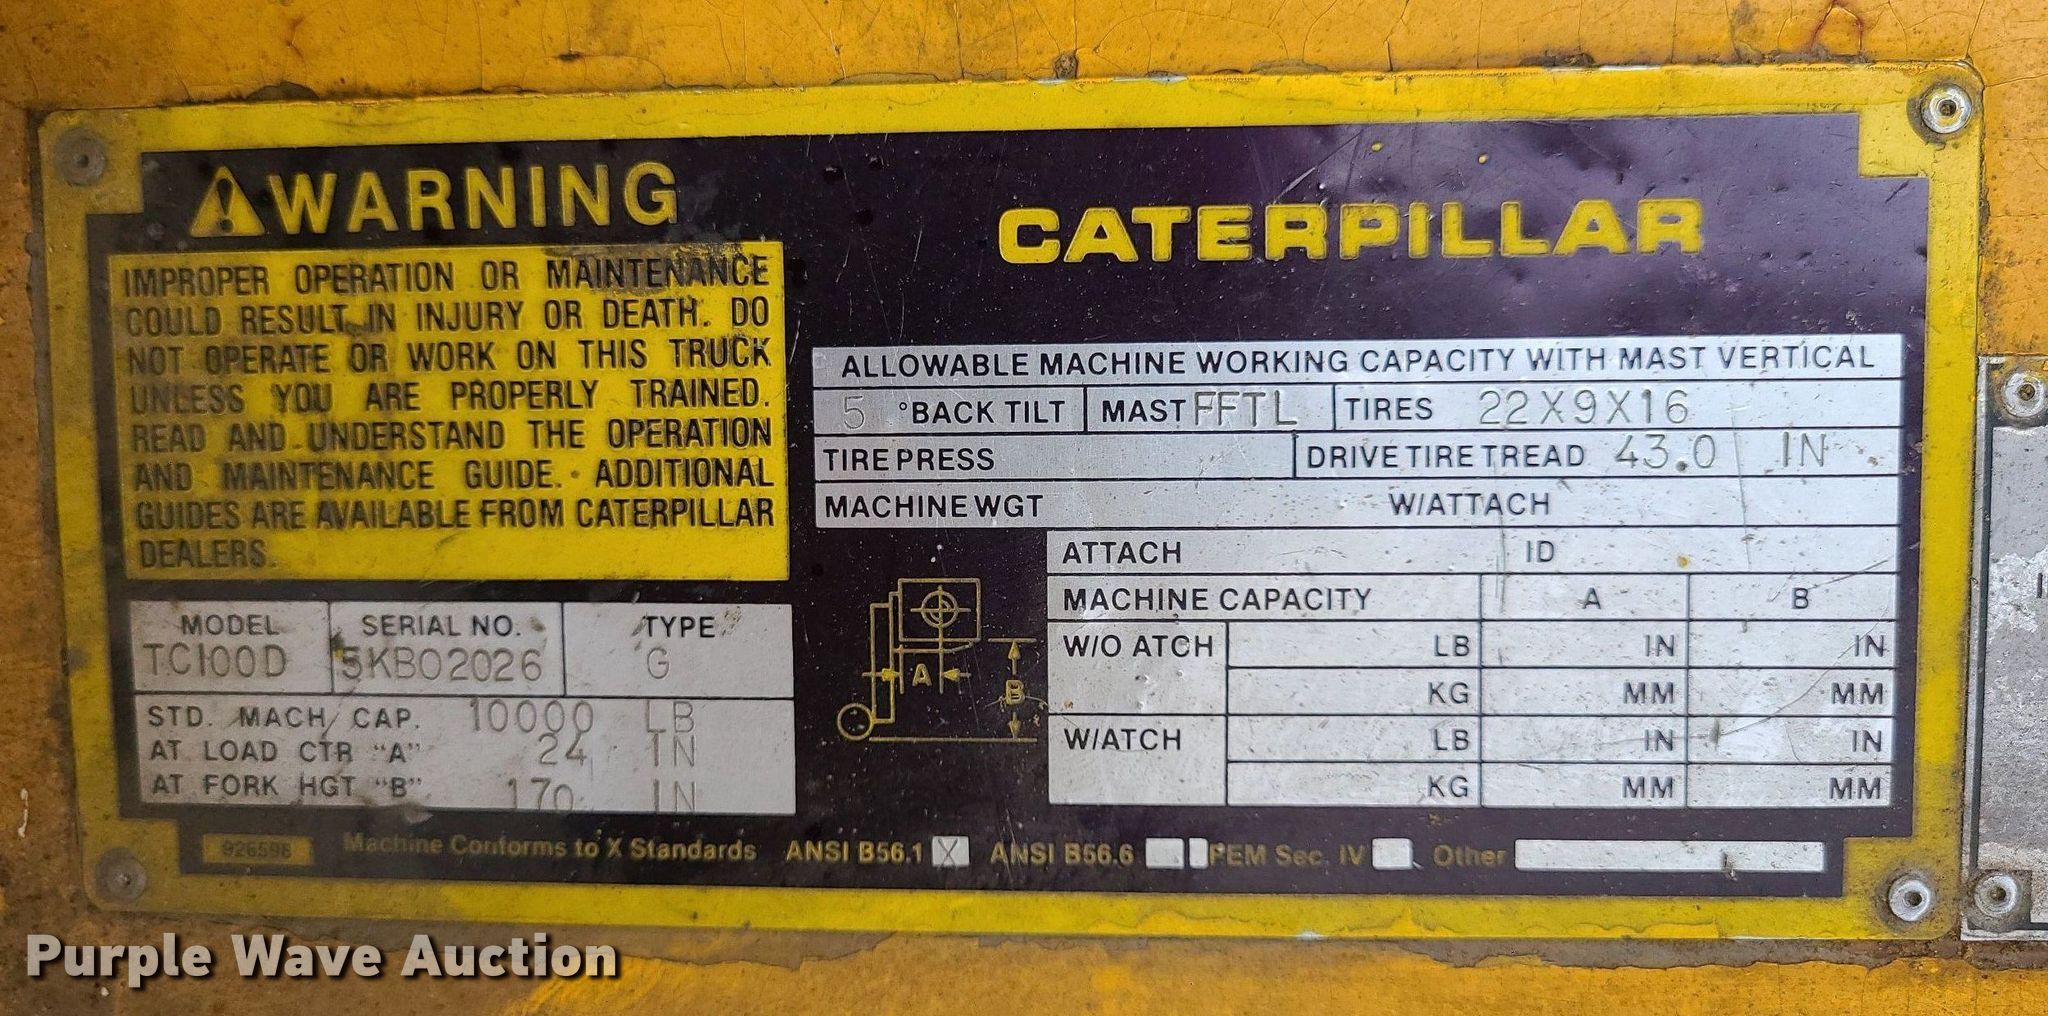 WARNING
IMPROPER OPERATION OR MAINTENANCE
COULD RESULT IN INJURY OR DEATH. DO
NOT OPERATE OR WORK ON THIS TRUCK
UNLESS YOU ARE PROPERLY TRAINED.
READ AND UNDERSTAND THE OPERATION
AND MAINTENANCE GUIDE. ADDITIONAL
GUIDES ARE AVAILABLE FROM CATERPILLAR
DEALERS.
MODEL SERIAL NO. TYPE
TC100D 5KB02026 G
STD. MACH CAP. 10000 LB
AT LOAD CTR "A" 24 IN
AT FORK HGT "B" 170 IN
CATERPILLAR
ALLOWABLE MACHINE WORKING CAPACITY WITH MAST VERTICAL
5 °BACK TILT MAST FFTL TIRES 22X9X16
TIRE PRESS DRIVE TIRE TREAD 43.0 IN
MACHINE WGT W/ATTACH
ATTACH ID
MACHINE CAPACITY A B
W/O ATCH LB IN IN
KG MM MM
W/ATCH LB IN IN
KG MM MM
A B
926598 Machine Conforms to X Standards ANSI B56.1 X ANSI B56.6 FEM Sec. IV Other
Purple Wave Auction